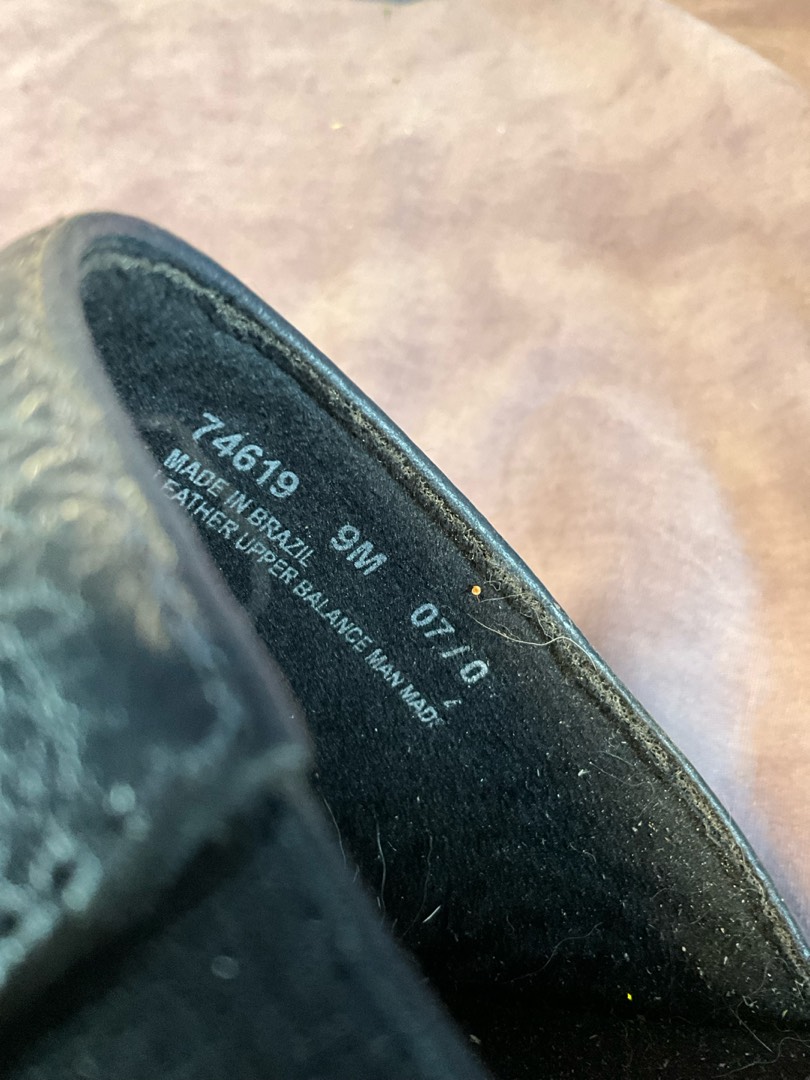 74619 9M 07/0
MADE IN BRAZIL
LEATHER UPPER BALANCE MAN MADE